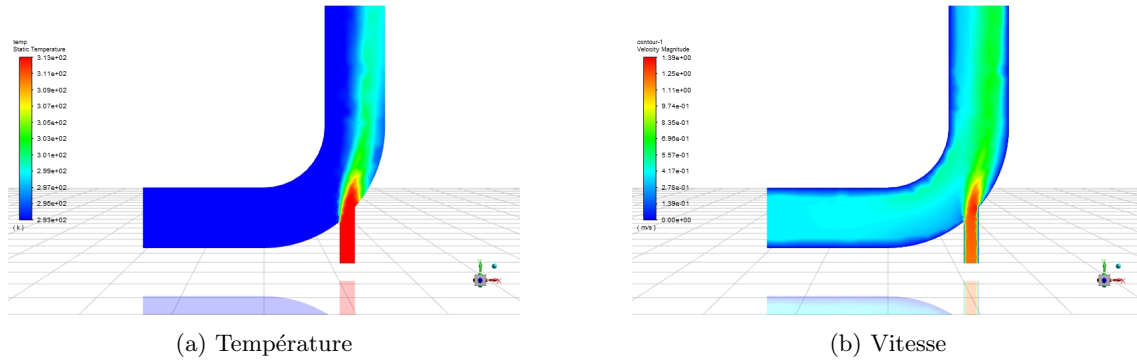 temp
Static Temperature
3.13e+02
3.11e+02
3.09e+02
3.07e+02
3.05e+02
3.03e+02
3.01e+02
2.99e+02
2.97e+02
2.95e+02
2.93e+02
( k )
contour-1
Velocity Magnitude
1.39e+00
1.25e+00
1.11e+00
9.74e-01
8.35e-01
6.96e-01
5.57e-01
4.17e-01
2.78e-01
1.39e-01
0.00e+00
( m/s )
(a) Température
(b) Vitesse